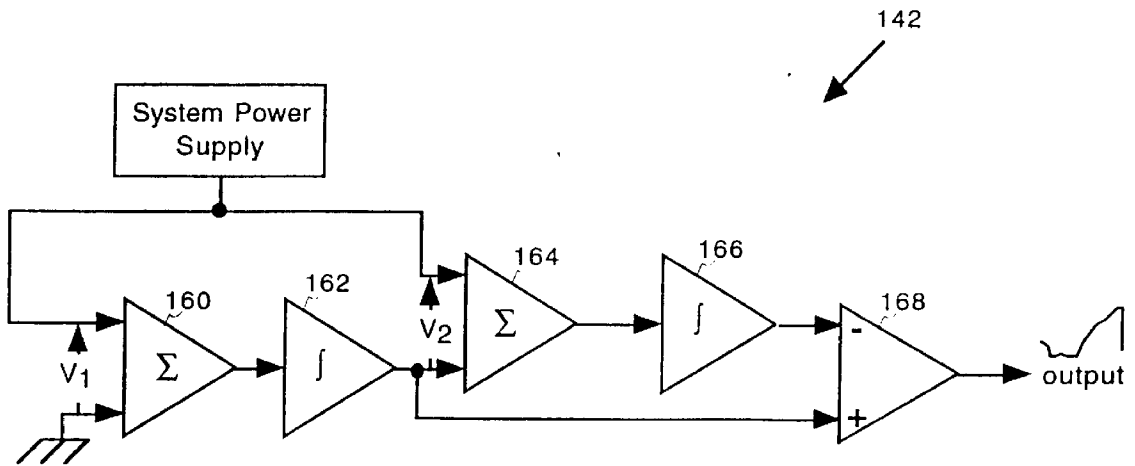 142
System Power
Supply
164
166
160
162
168
V1
Σ
∫
V2
Σ
∫
-
+
output